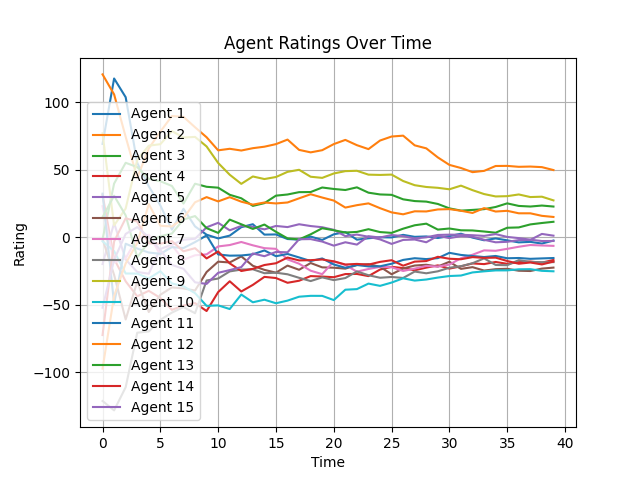 Agent Ratings Over Time
Rating
100
50
0
−50
−100
Agent 1
Agent 2
Agent 3
Agent 4
Agent 5
Agent 6
Agent 7
Agent 8
Agent 9
Agent 10
Agent 11
Agent 12
Agent 13
Agent 14
Agent 15
0
5
10
15
20
25
30
35
40
Time